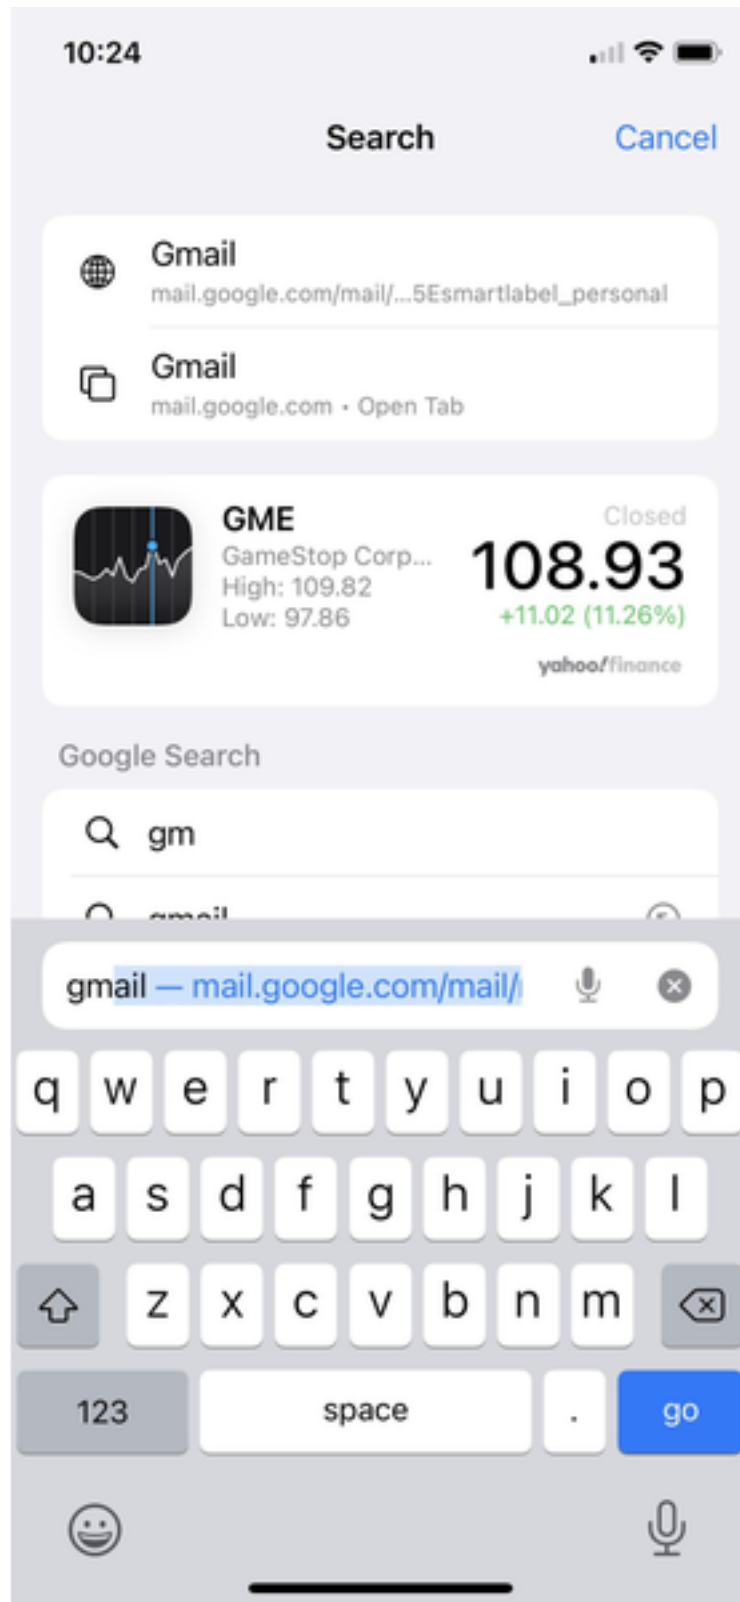 10:24
Search
Cancel
Gmail
mail.google.com/mail/...5Esmartlabel_personal
Gmail
mail.google.com • Open Tab
GME
Closed
GameStop Corp...
108.93
High: 109.82
Low: 97.86
+11.02 (11.26%)
yahoo!finance
Google Search
gm
gmail
gmail — mail.google.com/mail/
q w e r t y u i o p
a s d f g h j k l
z x c v b n m
123
space
.
go